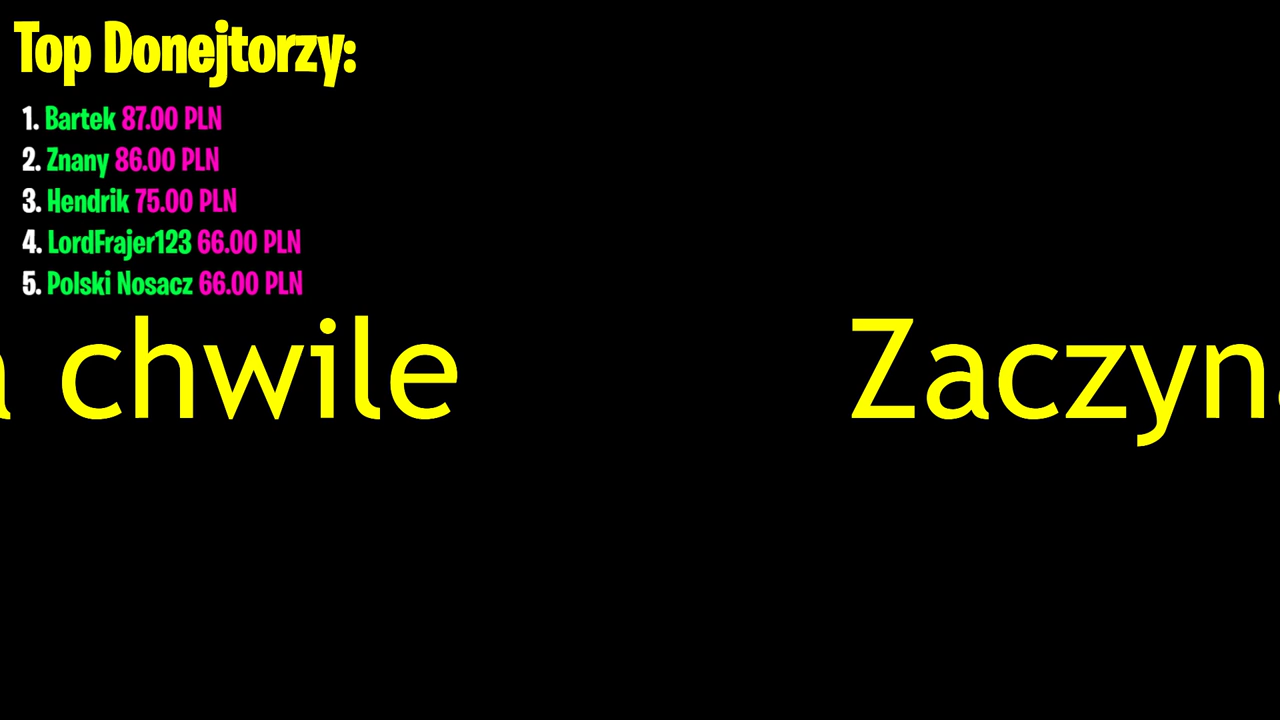 Top Donejtorzy:
1. Bartek 87.00 PLN
2. Znany 86.00 PLN
3. Hendrik 75.00 PLN
4. LordFrajer123 66.00 PLN
5. Polski Nosacz 66.00 PLN
chwile Zaczyn